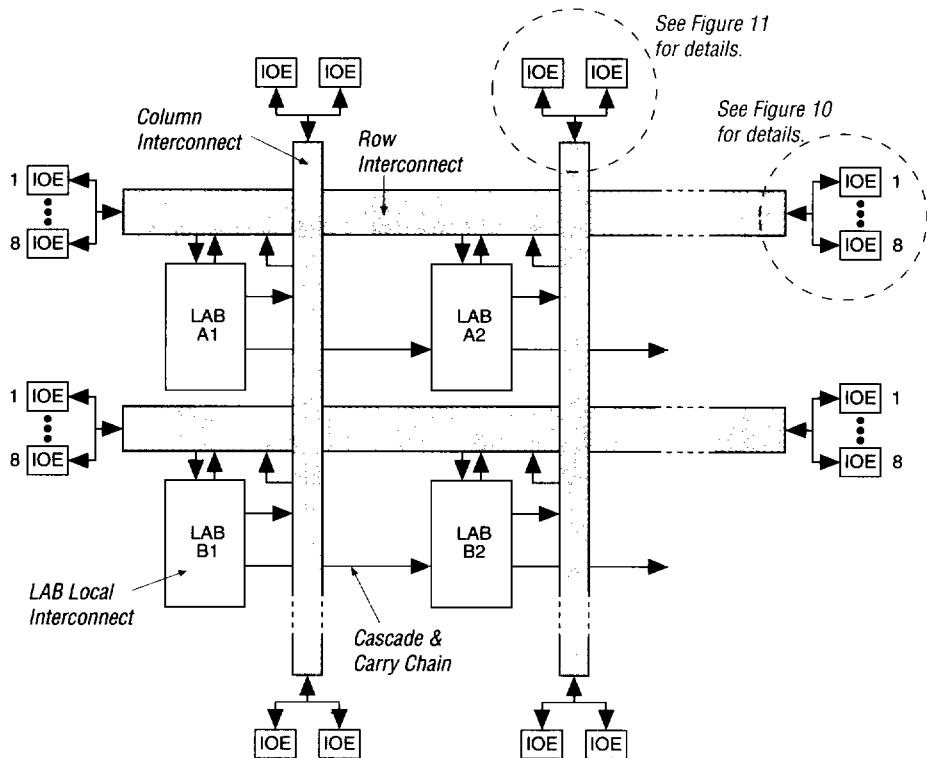 See Figure 11
for details.
IOE IOE
IOE IOE
Column
Interconnect
Row
Interconnect
See Figure 10
for details.
1 IOE
8 IOE
IOE 1
IOE 8
LAB
A1
LAB
A2
1 IOE
8 IOE
IOE 1
IOE 8
LAB
B1
LAB
B2
LAB Local
Interconnect
Cascade &
Carry Chain
IOE IOE
IOE IOE